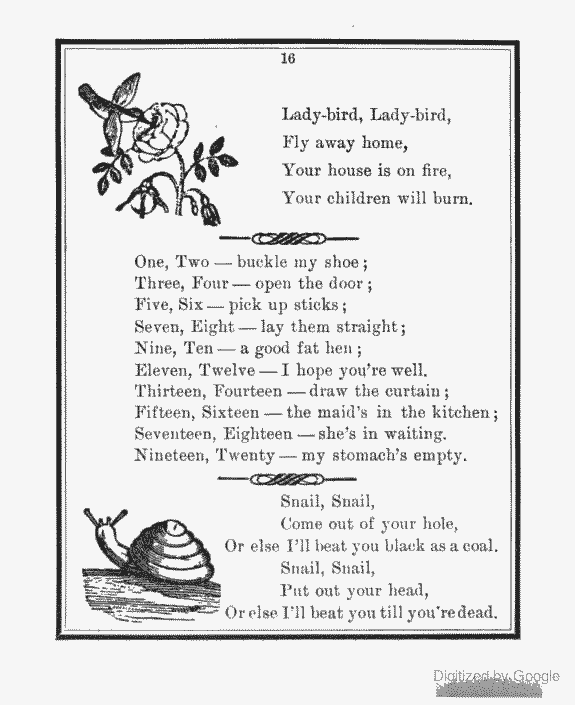 16
Lady-bird, Lady-bird,
Fly away home,
Your house is on fire,
Your children will burn.
One, Two — buckle my shoe;
Three, Four — open the door;
Five, Six — pick up sticks;
Seven, Eight — lay them straight;
Nine, Ten — a good fat hen;
Eleven, Twelve — I hope you're well.
Thirteen, Fourteen — draw the curtain;
Fifteen, Sixteen — the maid's in the kitchen;
Seventeen, Eighteen — she's in waiting.
Nineteen, Twenty — my stomach's empty.
Snail, Snail,
Come out of your hole,
Or else I'll beat you black as a coal.
Snail, Snail,
Put out your head,
Or else I'll beat you till you're dead.
Digitized by Google